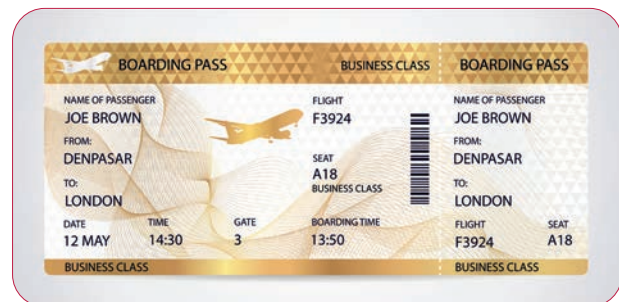 BOARDING PASS
BUSINESS CLASS
BOARDING PASS
NAME OF PASSENGER
JOE BROWN
FROM:
DENPASAR
TO:
LONDON
DATE
12 MAY
TIME
14:30
GATE
3
FLIGHT
F3924
SEAT
A18
BUSINESS CLASS
BOARDING TIME
13:50
BUSINESS CLASS
NAME OF PASSENGER
JOE BROWN
FROM:
DENPASAR
TO:
LONDON
FLIGHT
F3924
SEAT
A18
BUSINESS CLASS